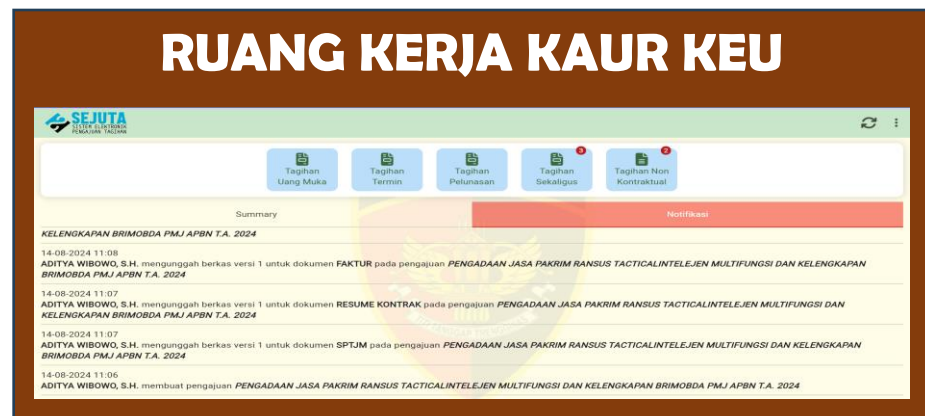 RUANG KERJA KAUR KEU
SEJUTA
SISTEM ELEKTRONIK
PENGAJUAN TAGIHAN
Tagihan
Uang Muka
Tagihan
Termin
Tagihan
Pelunasan
3
Tagihan
Sekaligus
2
Tagihan Non
Kontraktual
Summary
Notifikasi
KELENGKAPAN BRIMOBDA PMJ APBN T.A. 2024
14-08-2024 11:08
ADITYA WIBOWO, S.H. mengunggah berkas versi 1 untuk dokumen FAKTUR pada pengajuan PENGADAAN JASA PAKRIM RANSUS TACTICALINTELEJEN MULTIFUNGSI DAN KELENGKAPAN
BRIMOBDA PMJ APBN T.A. 2024
14-08-2024 11:07
ADITYA WIBOWO, S.H. mengunggah berkas versi 1 untuk dokumen RESUME KONTRAK pada pengajuan PENGADAAN JASA PAKRIM RANSUS TACTICALINTELEJEN MULTIFUNGSI DAN
KELENGKAPAN BRIMOBDA PMJ APBN T.A. 2024
14-08-2024 11:07
ADITYA WIBOWO, S.H. mengunggah berkas versi 1 untuk dokumen SPTJM pada pengajuan PENGADAAN JASA PAKRIM RANSUS TACTICALINTELEJEN MULTIFUNGSI DAN KELENGKAPAN
BRIMOBDA PMJ APBN T.A. 2024
14-08-2024 11:06
ADITYA WIBOWO, S.H. membuat pengajuan PENGADAAN JASA PAKRIM RANSUS TACTICALINTELEJEN MULTIFUNGSI DAN KELENGKAPAN BRIMOBDA PMJ APBN T.A. 2024